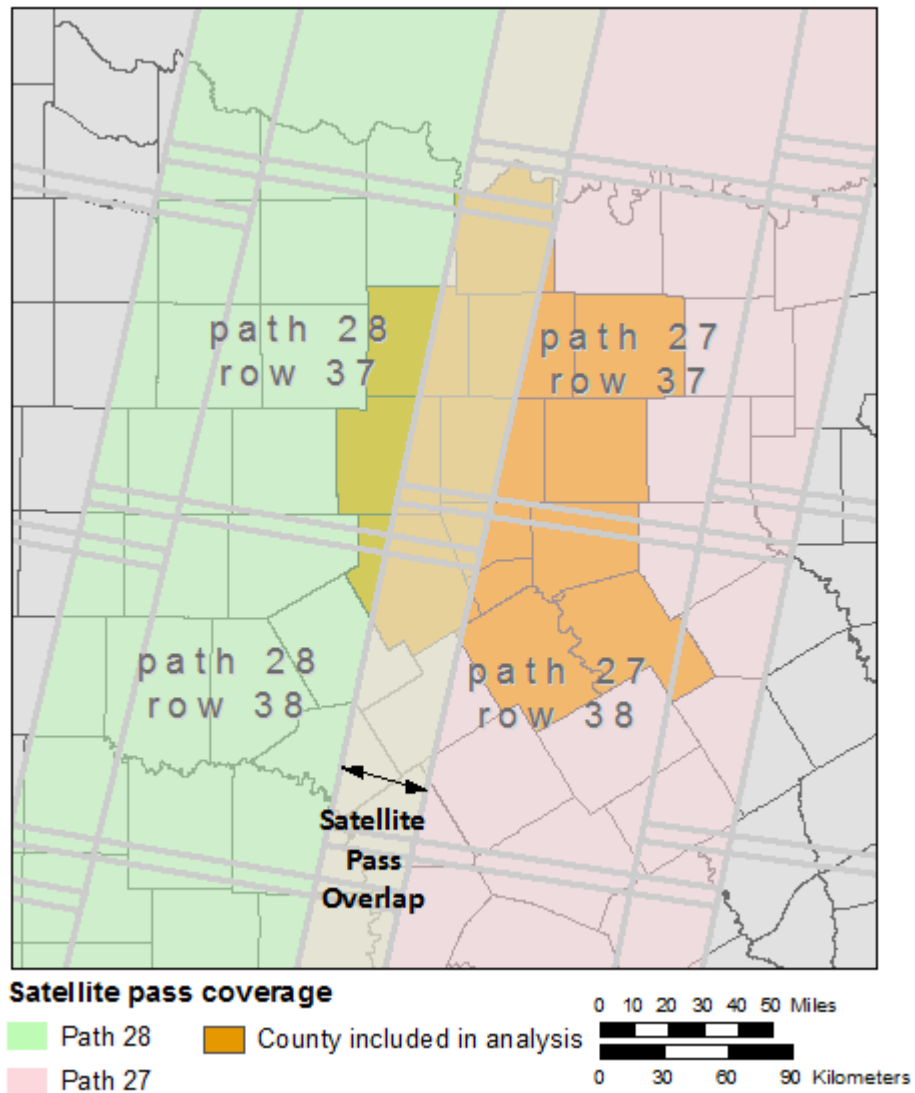 path 28
row 37
path 27
row 37
path 28
row 38
path 27
row 38
Satellite
Pass
Overlap
Satellite pass coverage
Path 28
County included in analysis
Path 27
0 10 20 30 40 50 Miles
0 30 60 90 Kilometers